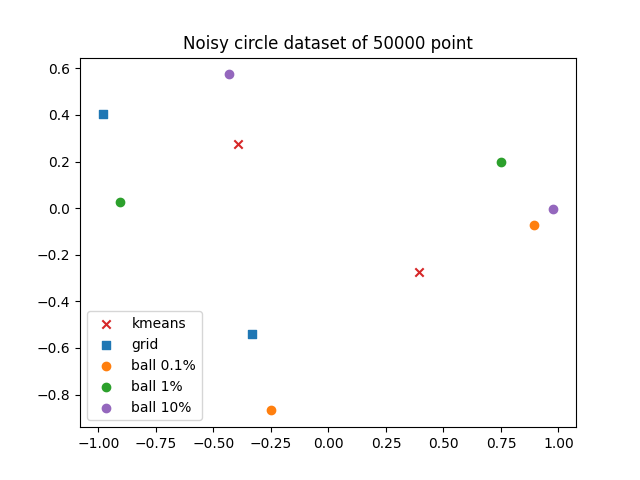 Noisy circle dataset of 50000 point
0.6
0.4
0.2
0.0
−0.2
−0.4
−0.6
−0.8
kmeans
grid
ball 0.1%
ball 1%
ball 10%
−1.00 −0.75 −0.50 −0.25 0.00 0.25 0.50 0.75 1.00